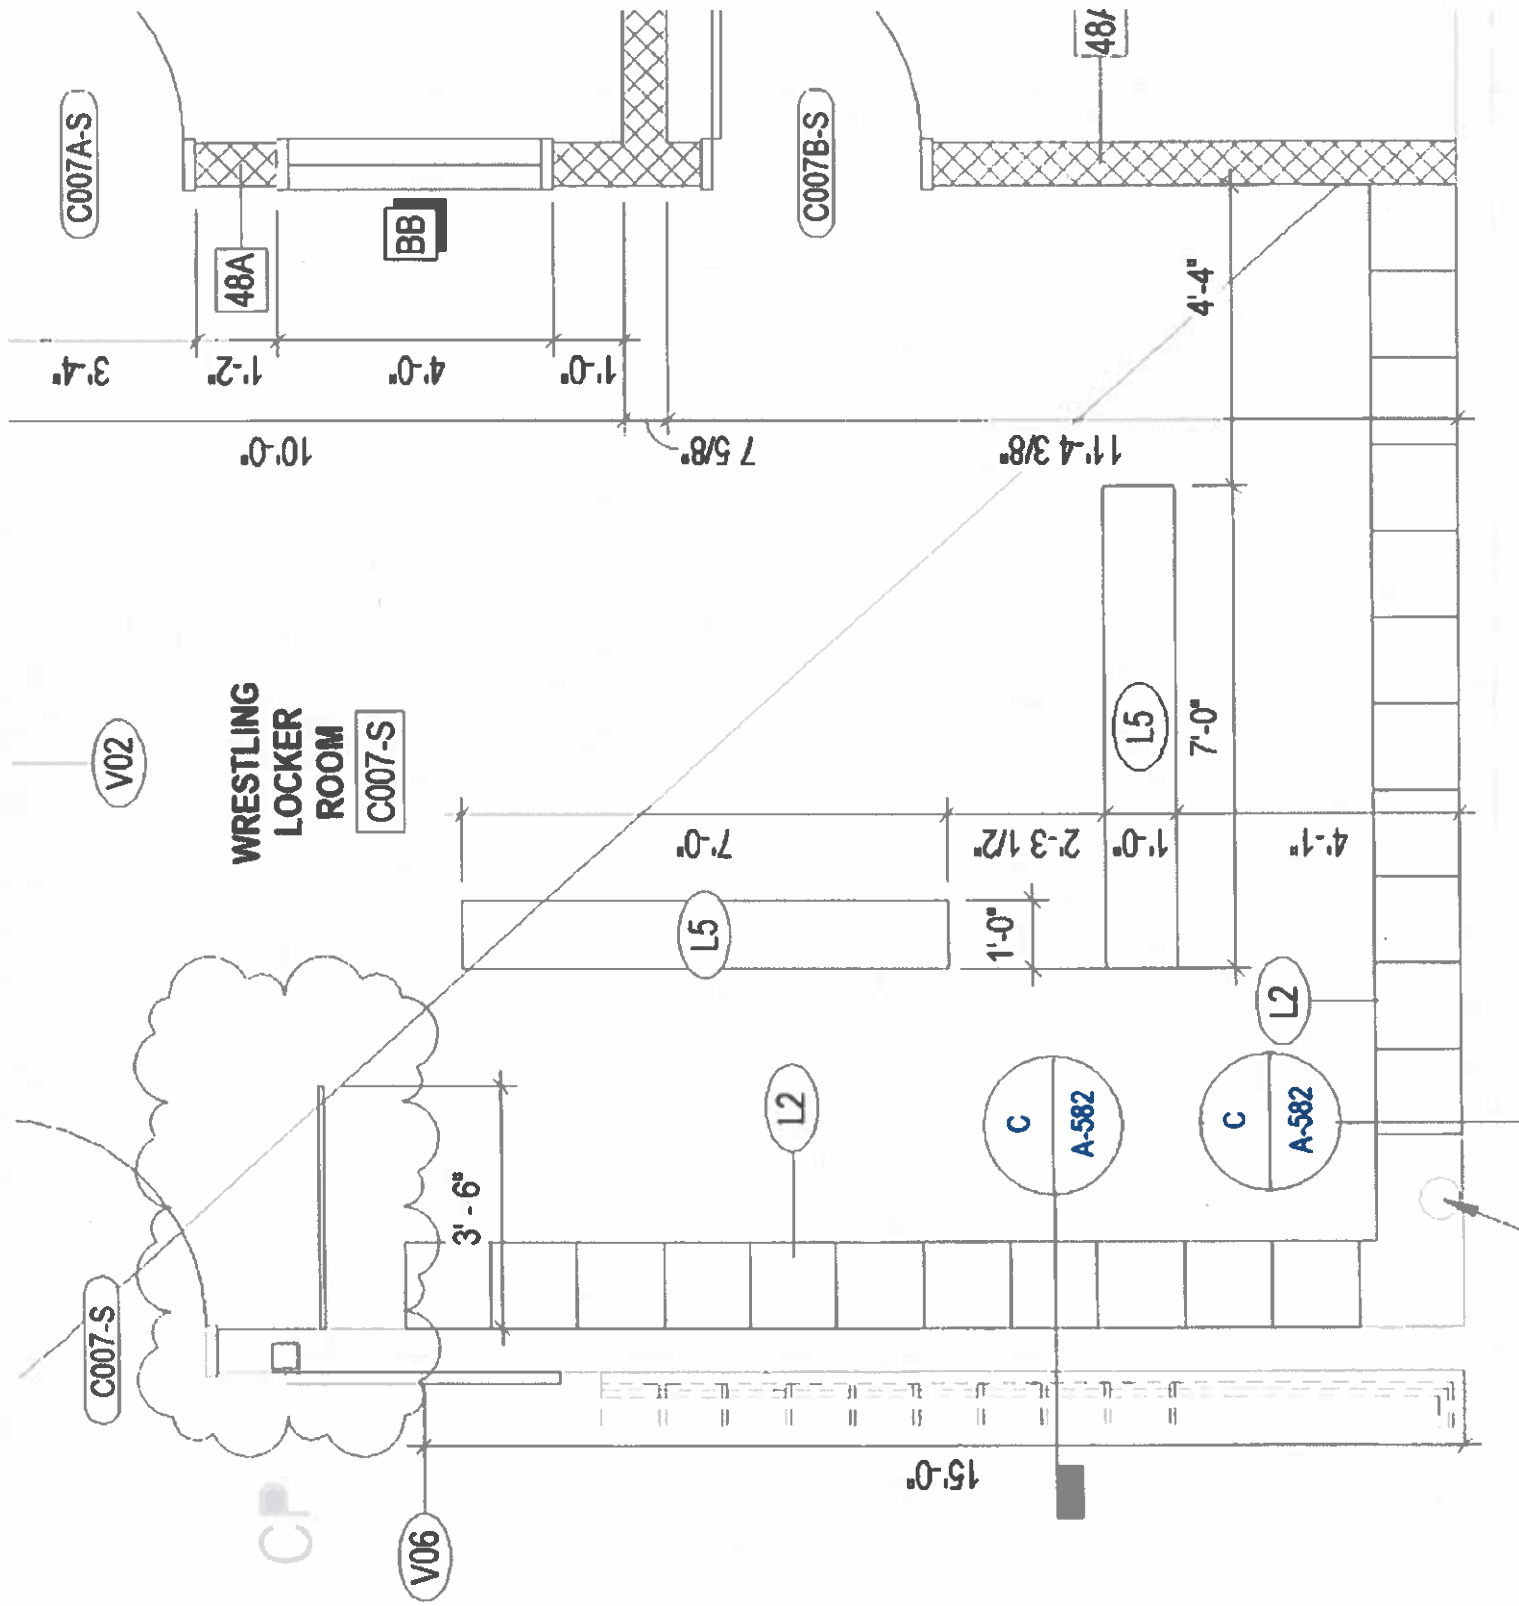 C007A-S
48A
BB
C007B-S
48A
3'-4"
1'-2"
4'-0"
1'-0"
10'-0"
7 5/8"
11'-4 3/8"
4'-4"
V02
WRESTLING
LOCKER
ROOM
C007-S
7'-0"
2'-3 1/2"
1'-0"
4'-1"
L5
7'-0"
L5
1'-0"
L2
L2
C
A-582
C
A-582
3' - 6"
C007-S
15'-0"
CP
V06